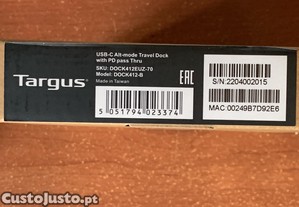 USB-C Alt-mode Travel Dock
with PD pass Thru
SKU: DOCK412EUZ-70
Model: DOCK412-B
Made in Taiwan
Targus
EAC
S/N:2204002015
MAC:00249B7D92E6
5 051794 023374
CustoJusto.pt